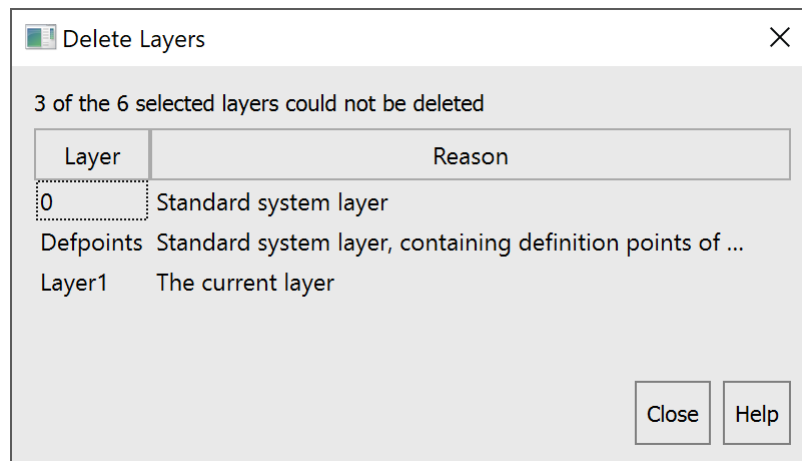 Delete Layers
3 of the 6 selected layers could not be deleted
Layer Reason
0 Standard system layer
Defpoints Standard system layer, containing definition points of ...
Layer1 The current layer
Close Help